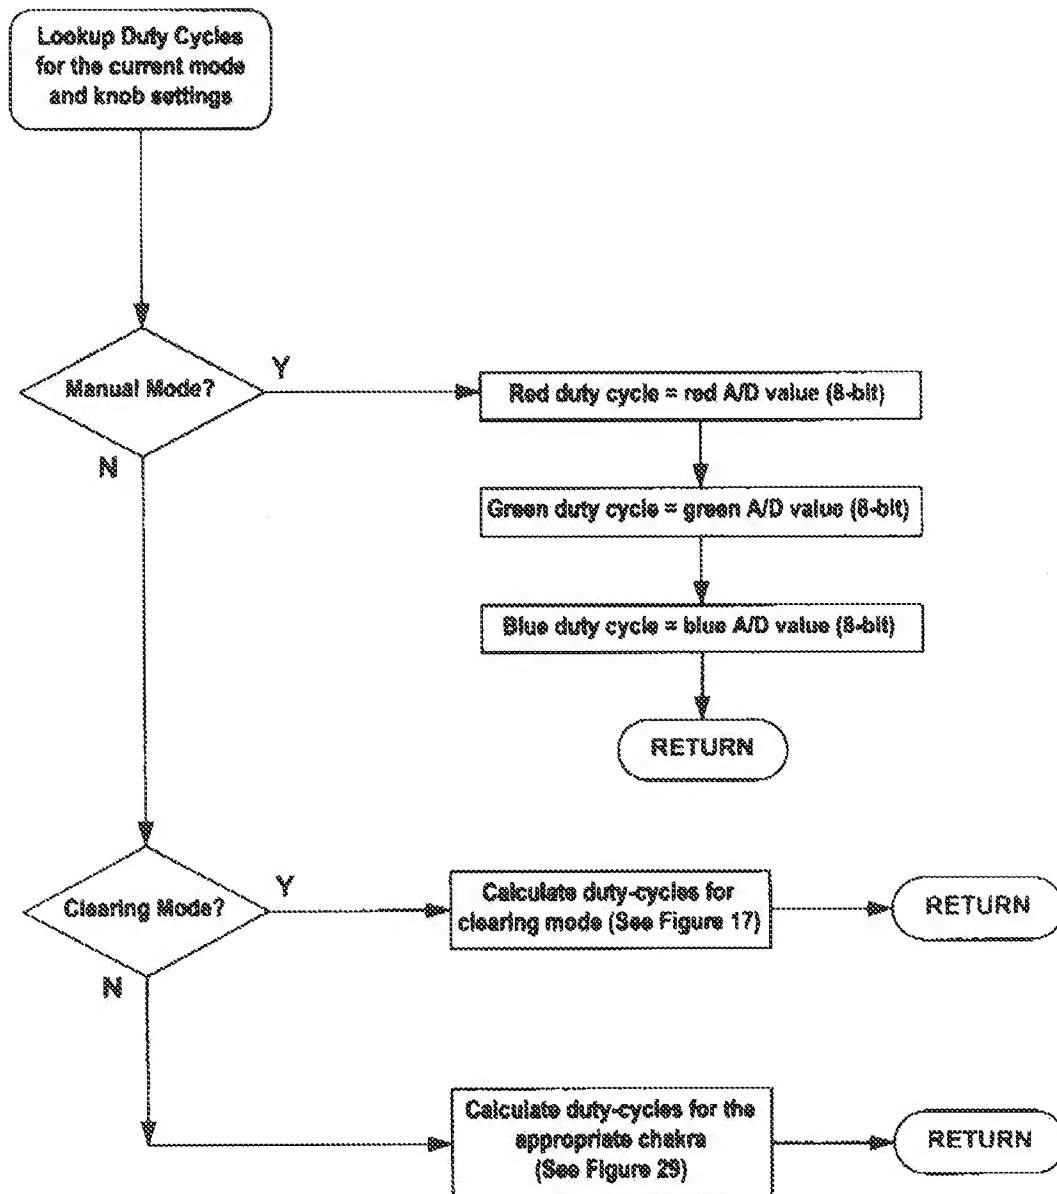 Lookup Duty Cycles
for the current mode
and knob settings
Manual Mode?
Y
N
Red duty cycle = red A/D value (8-bit)
Green duty cycle = green A/D value (8-bit)
Blue duty cycle = blue A/D value (8-bit)
RETURN
Clearing Mode?
Y
N
Calculate duty-cycles for
clearing mode (See Figure 17)
RETURN
Calculate duty-cycles for the
appropriate chakra
(See Figure 29)
RETURN